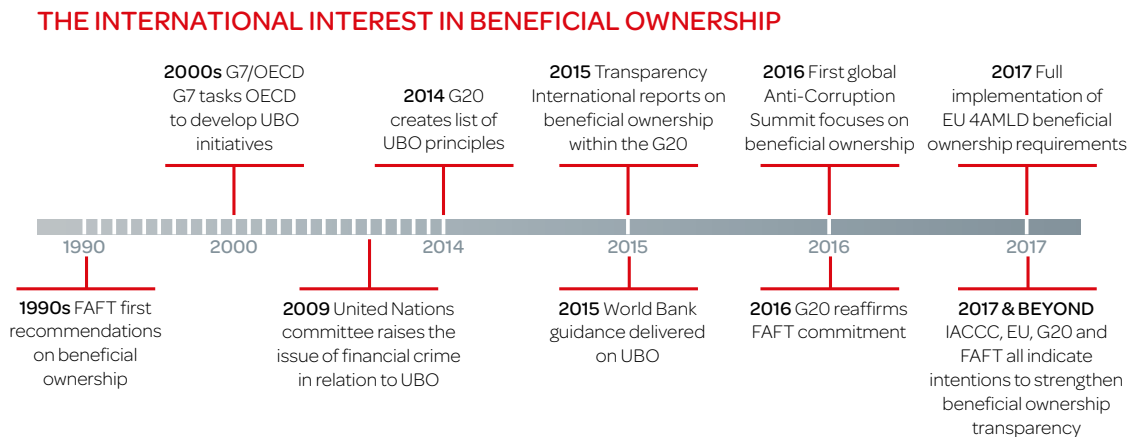 THE INTERNATIONAL INTEREST IN BENEFICIAL OWNERSHIP
2000s G7/OECD
G7 tasks OECD
to develop UBO
initiatives
2014 G20
creates list of
UBO principles
2015 Transparency
International reports on
beneficial ownership
within the G20
2016 First global
Anti-Corruption
Summit focuses on
beneficial ownership
2017 Full
implementation of
EU 4AMLD beneficial
ownership requirements
1990
2000
2014
2015
2016
2017
1990s FAFT first
recommendations
on beneficial
ownership
2009 United Nations
committee raises the
issue of financial crime
in relation to UBO
2015 World Bank
guidance delivered
on UBO
2016 G20 reaffirms
FAFT commitment
2017 & BEYOND
IACCC, EU, G20 and
FAFT all indicate
intentions to strengthen
beneficial ownership
transparency